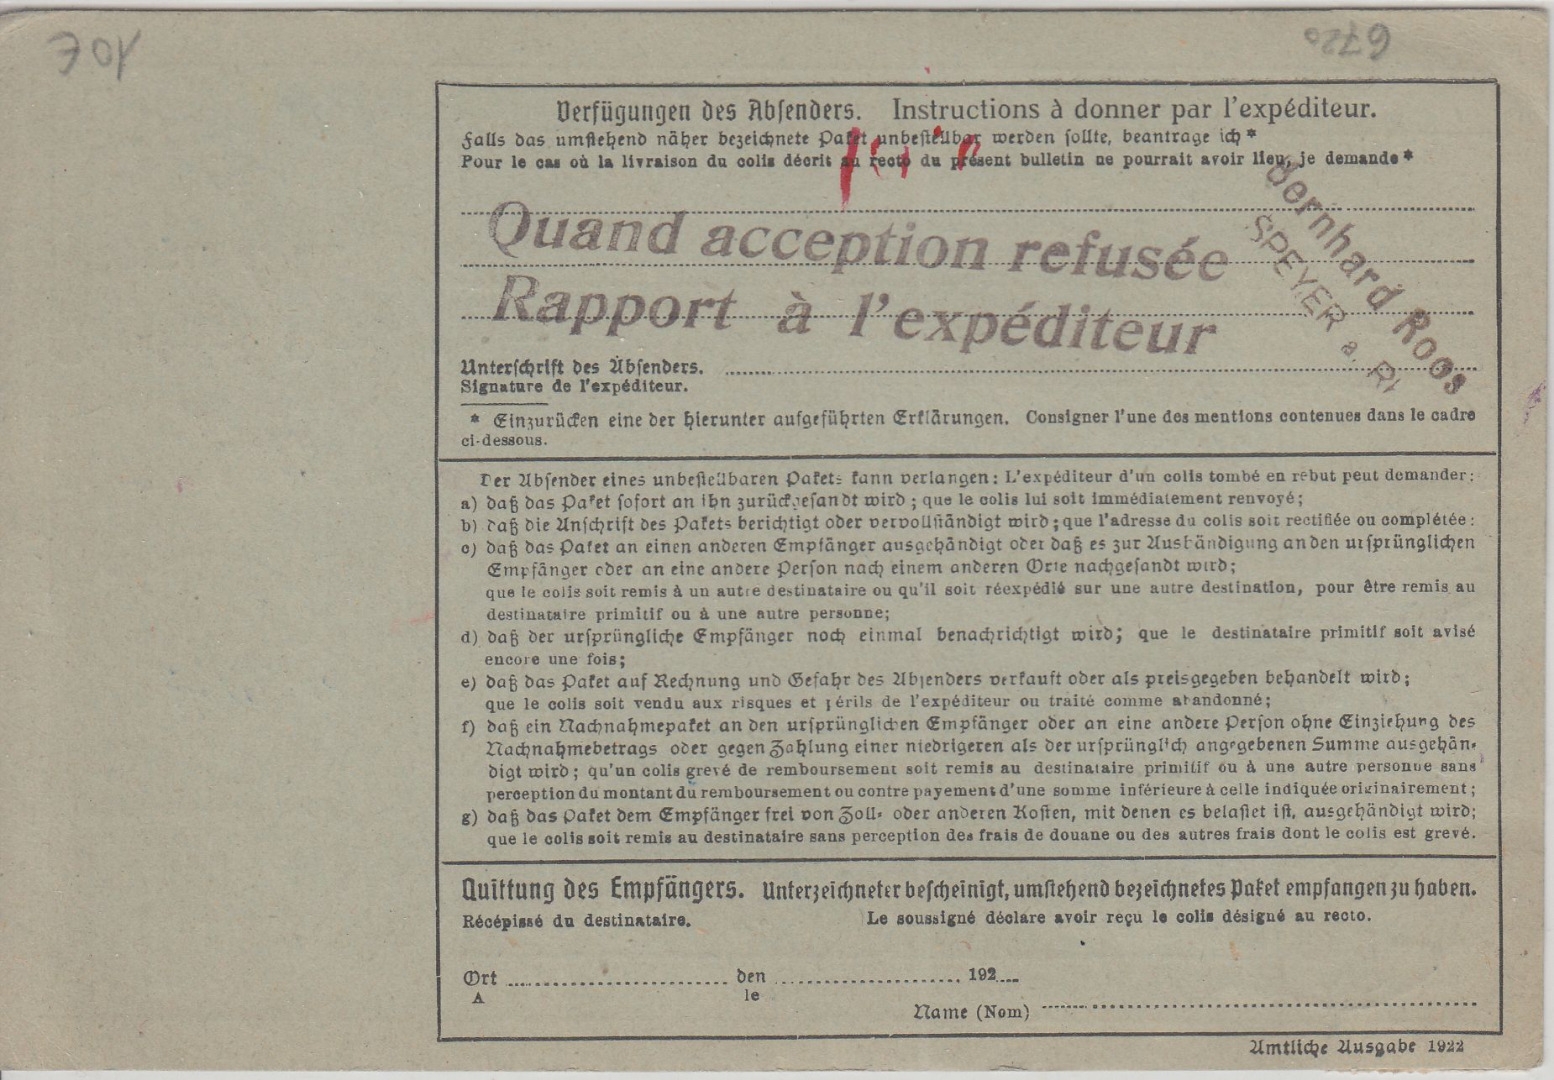 10€
6720
Verfügungen des Absenders. Instructions à donner par l'expéditeur.
Falls das umstehend näher bezeichnete Paket unbestellbar werden sollte, beantrage ich *
Pour le cas où la livraison du colis décrit au recto du présent bulletin ne pourrait avoir lieu, je demande *
Quand acception refusée
Rapport à l'expéditeur
Bernhard Roos
SPEYER a. Rh
Unterschrift des Absenders.
Signature de l'expéditeur.
* Einzurücken eine der hierunter aufgeführten Erklärungen. Consigner l'une des mentions contenues dans le cadre
ci-dessous.
Der Absender eines unbestellbaren Pakets kann verlangen: L'expéditeur d'un colis tombé en rebut peut demander:
a) daß das Paket sofort an ihn zurückgesandt wird; que le colis lui soit immédiatement renvoyé;
b) daß die Anschrift des Pakets berichtigt oder vervollständigt wird; que l'adresse du colis soit rectifiée ou complétée:
c) daß das Paket an einen anderen Empfänger ausgehändigt oder daß es zur Aushändigung an den ursprünglichen
Empfänger oder an eine andere Person nach einem anderen Orte nachgesandt wird;
que le colis soit remis à un autre destinataire ou qu'il soit réexpédié sur une autre destination, pour être remis au
destinataire primitif ou à une autre personne;
d) daß der ursprüngliche Empfänger noch einmal benachrichtigt wird; que le destinataire primitif soit avisé
encore une fois;
e) daß das Paket auf Rechnung und Gefahr des Absenders verkauft oder als preisgegeben behandelt wird;
que le colis soit vendu aux risques et périls de l'expéditeur ou traité comme abandonné;
f) daß ein Nachnahmepaket an den ursprünglichen Empfänger oder an eine andere Person ohne Einziehung des
Nachnahmebetrags oder gegen Zahlung einer niedrigeren als der ursprünglich angegebenen Summe ausgehän-
digt wird; qu'un colis grevé de remboursement soit remis au destinataire primitif ou à une autre personne sans
perception du montant du remboursement ou contre payement d'une somme inférieure à celle indiquée originairement;
g) daß das Paket dem Empfänger frei von Zoll- oder anderen Kosten, mit denen es belastet ist, ausgehändigt wird;
que le colis soit remis au destinataire sans perception des frais de douane ou des autres frais dont le colis est grevé.
Quittung des Empfängers. Unterzeichneter bescheinigt, umstehend bezeichnetes Paket empfangen zu haben.
Récépissé du destinataire. Le soussigné déclare avoir reçu le colis désigné au recto.
Ort den 192
A le
Name (Nom)
Amtliche Ausgabe 1922